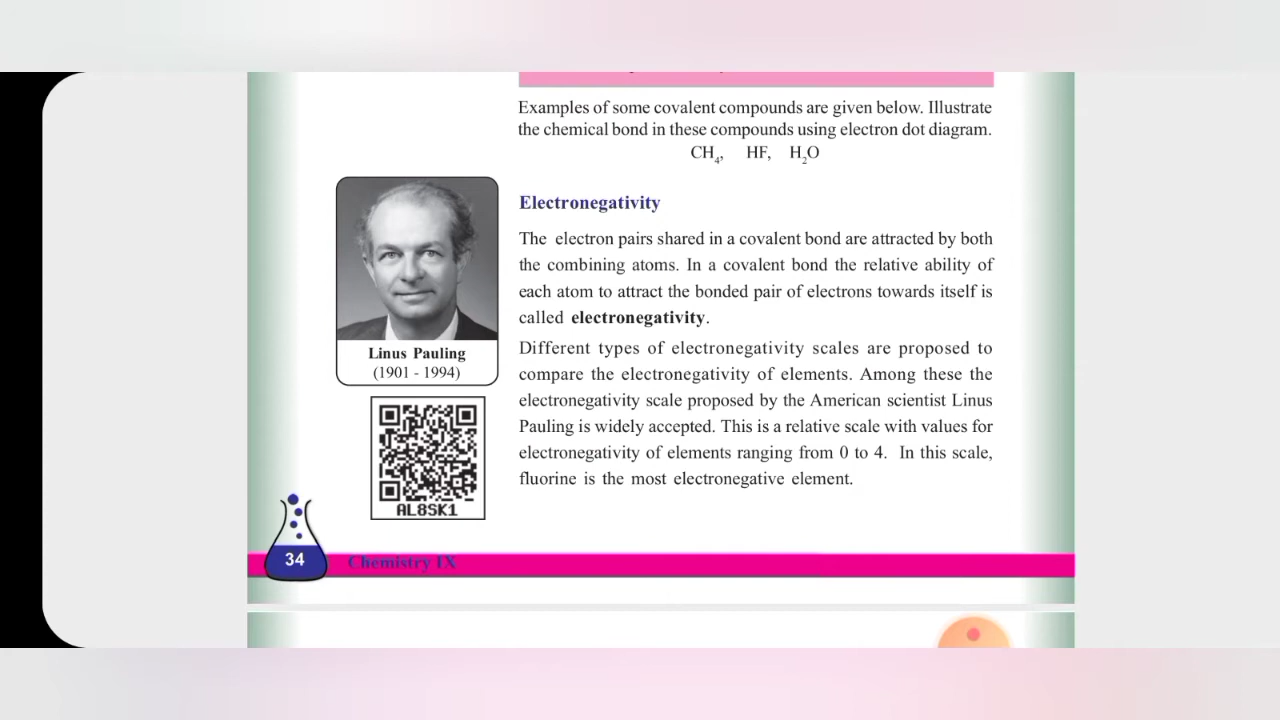 Examples of some covalent compounds are given below. Illustrate
the chemical bond in these compounds using electron dot diagram.
CH₄, HF, H₂O
Electronegativity
The electron pairs shared in a covalent bond are attracted by both
the combining atoms. In a covalent bond the relative ability of
each atom to attract the bonded pair of electrons towards itself is
called electronegativity.
Different types of electronegativity scales are proposed to
compare the electronegativity of elements. Among these the
electronegativity scale proposed by the American scientist Linus
Pauling is widely accepted. This is a relative scale with values for
electronegativity of elements ranging from 0 to 4. In this scale,
fluorine is the most electronegative element.
Linus Pauling
(1901 - 1994)
AL8SK1
34
Chemistry IX